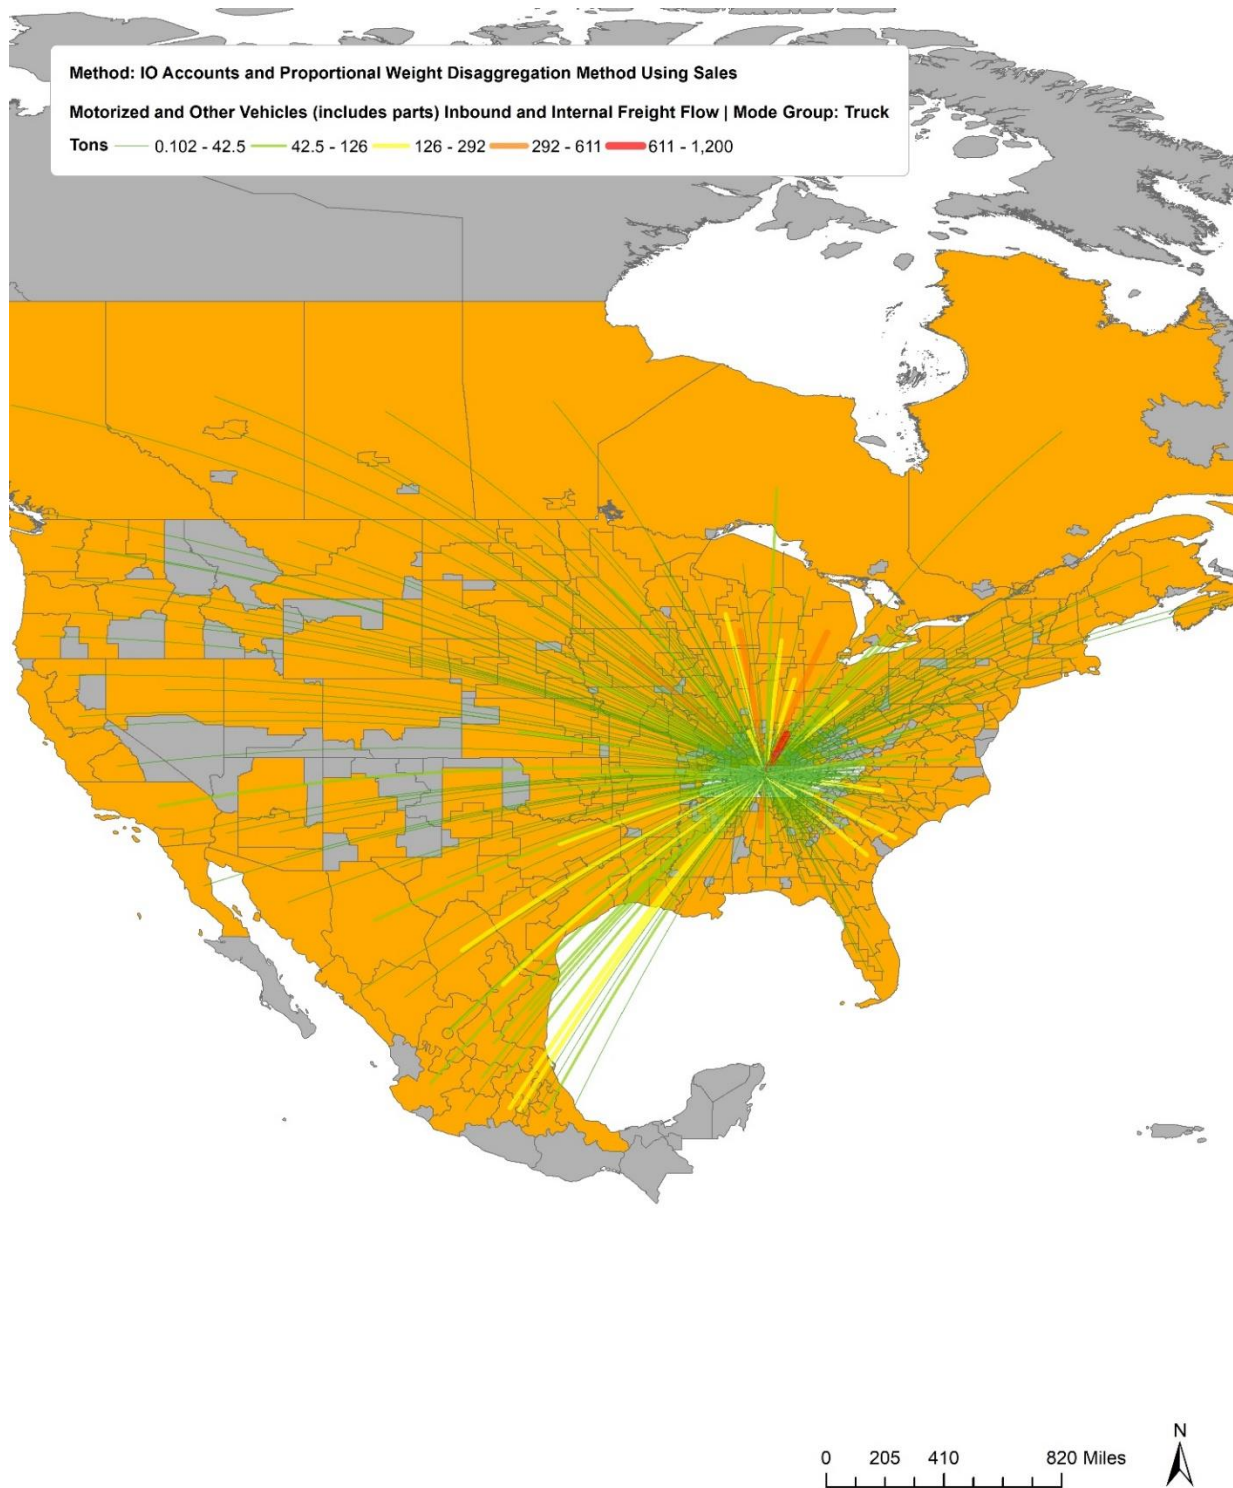 Method: IO Accounts and Proportional Weight Disaggregation Method Using Sales
Motorized and Other Vehicles (includes parts) Inbound and Internal Freight Flow | Mode Group: Truck
Tons 0.102 - 42.5 42.5 - 126 126 - 292 292 - 611 611 - 1,200
N
0 205 410 820 Miles